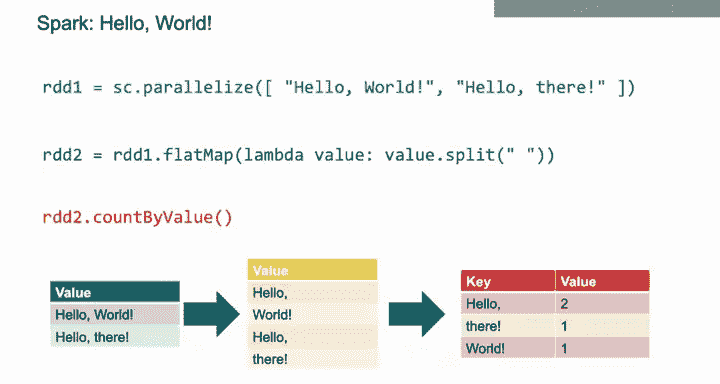 Spark: Hello, World!
rdd1 = sc.parallelize([ "Hello, World!", "Hello, there!" ])
rdd2 = rdd1.flatMap(lambda value: value.split(" "))
rdd2.countByValue()
Value
Hello, World!
Hello, there!
Value
Hello,
World!
Hello,
there!
Key Value
Hello, 2
there! 1
World! 1